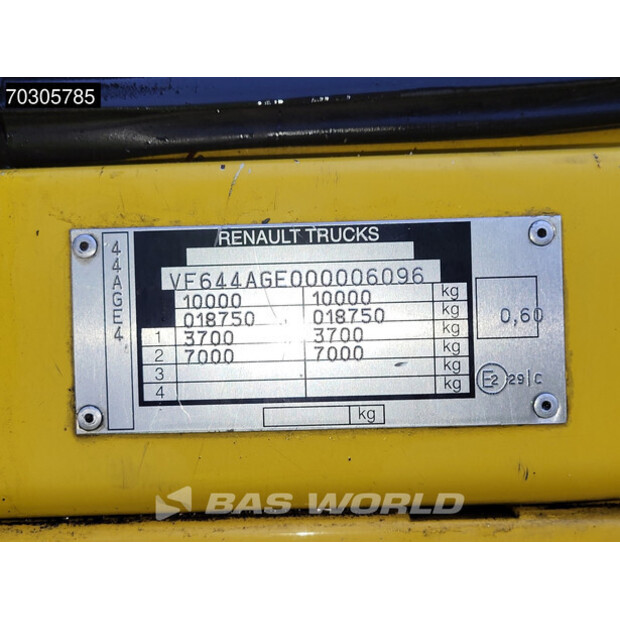 70305785
RENAULT TRUCKS
VF644AGE000006096
10000 10000 kg
018750 018750 kg
1 3700 3700 kg
2 7000 7000 kg
3 kg
4 kg
kg
44AGE4
0,60
E2 29 | C
BAS WORLD